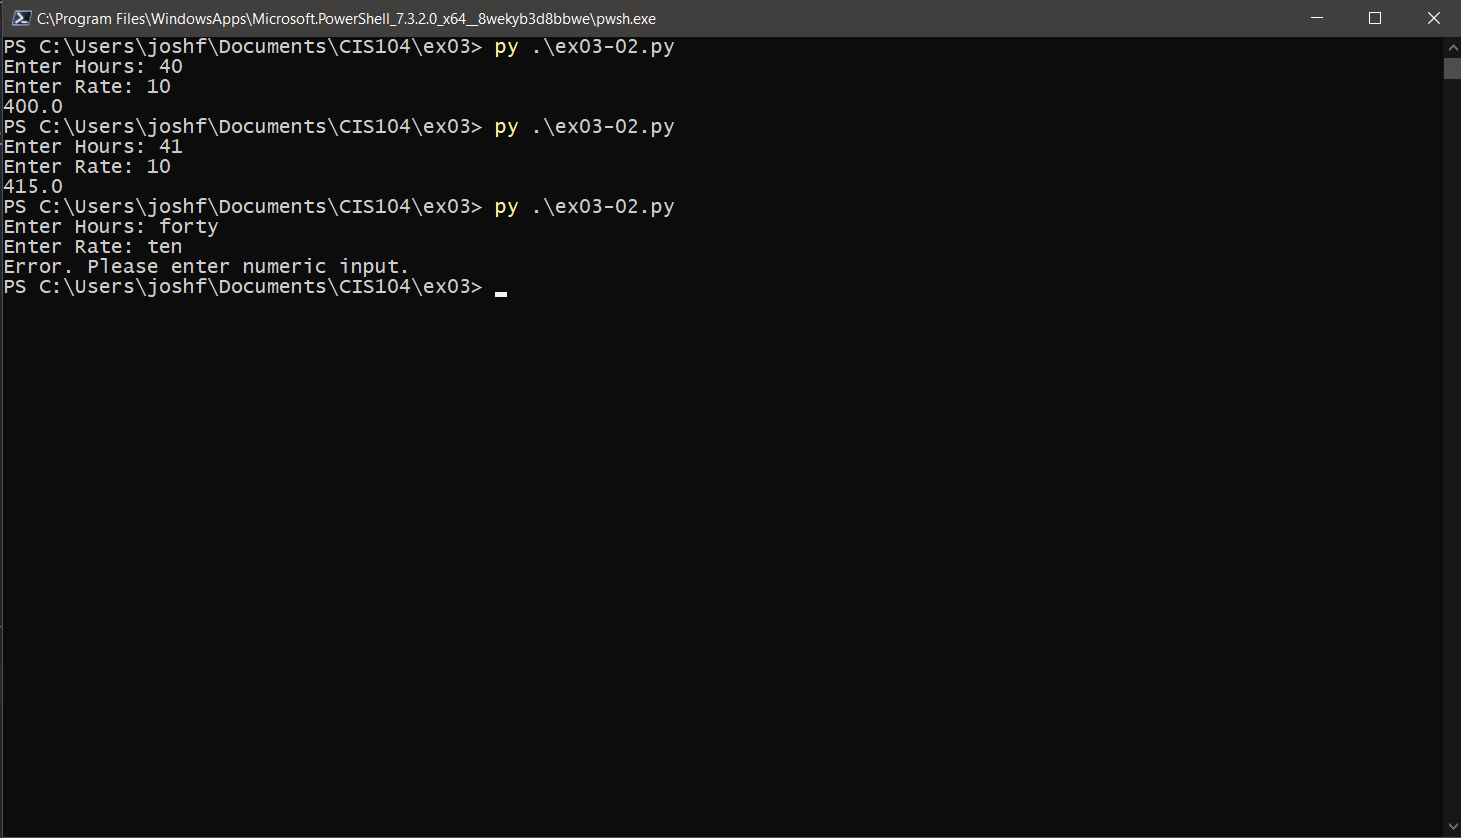 C:\Program Files\WindowsApps\Microsoft.PowerShell_7.3.2.0_x64__8wekyb3d8bbwe\pwsh.exe
PS C:\Users\joshf\Documents\CIS104\ex03> py .\ex03-02.py
Enter Hours: 40
Enter Rate: 10
400.0
PS C:\Users\joshf\Documents\CIS104\ex03> py .\ex03-02.py
Enter Hours: 41
Enter Rate: 10
415.0
PS C:\Users\joshf\Documents\CIS104\ex03> py .\ex03-02.py
Enter Hours: forty
Enter Rate: ten
Error. Please enter numeric input.
PS C:\Users\joshf\Documents\CIS104\ex03>